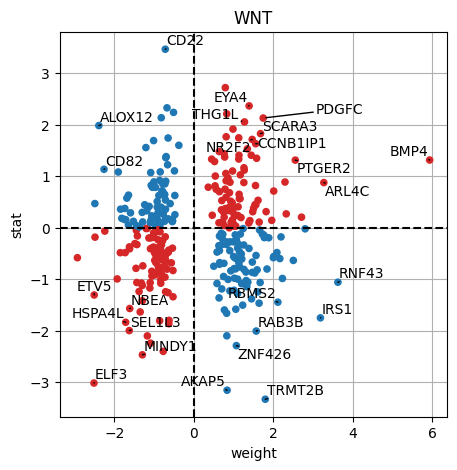 WNT
CD22
EYA4
PDGFC
ALOX12
THG1L
SCARA3
NR2F2
CCNB1IP1
CD82
PTGER2
BMP4
ARL4C
RNF43
ETV5
RBMS2
NBEA
IRS1
HSPA4L
SEL1L3
RAB3B
MINDY1
ZNF426
ELF3
AKAP5
TRMT2B
3
2
1
0
−1
−2
−3
stat
−2
0
2
4
6
weight